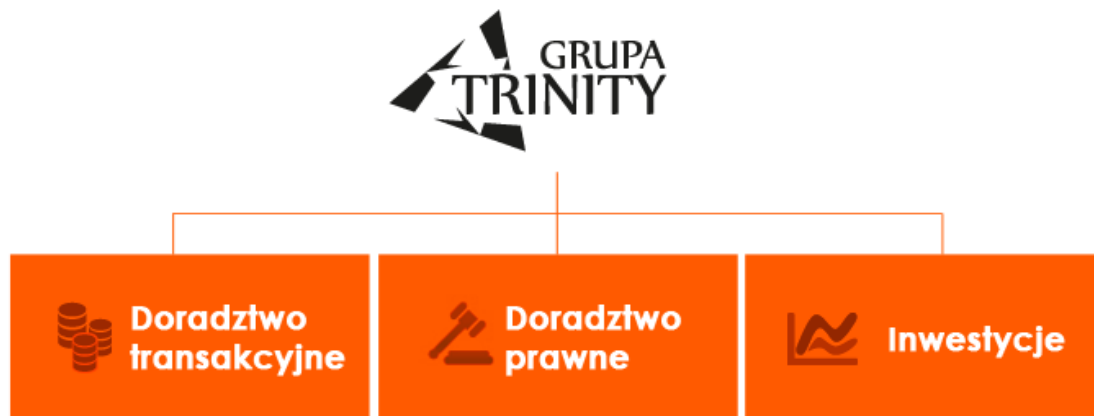 GRUPA
TRINITY
Doradztwo
transakcyjne
Doradztwo
prawne
Inwestycje